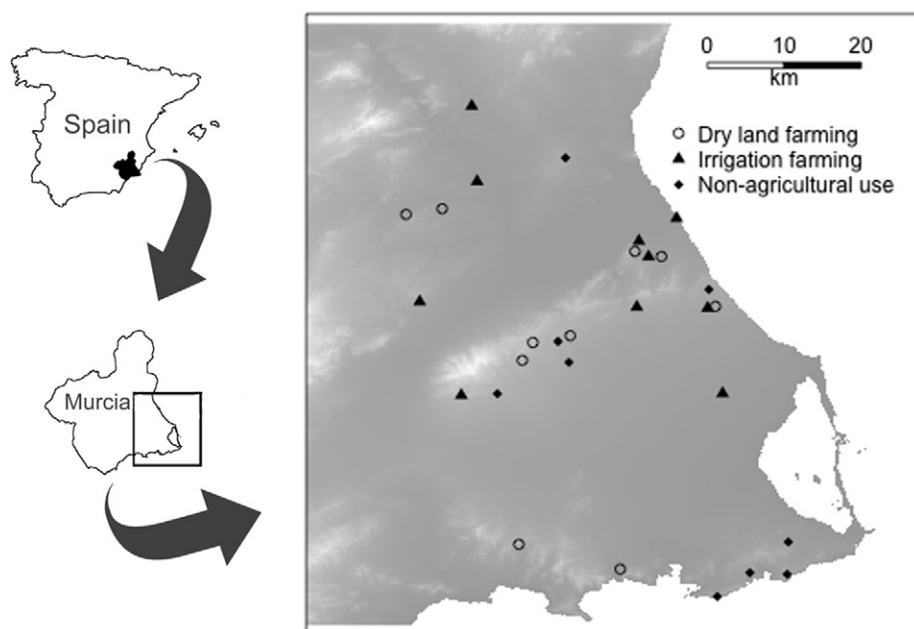 Spain
Murcia
0 10 20
km
Dry land farming
Irrigation farming
Non-agricultural use